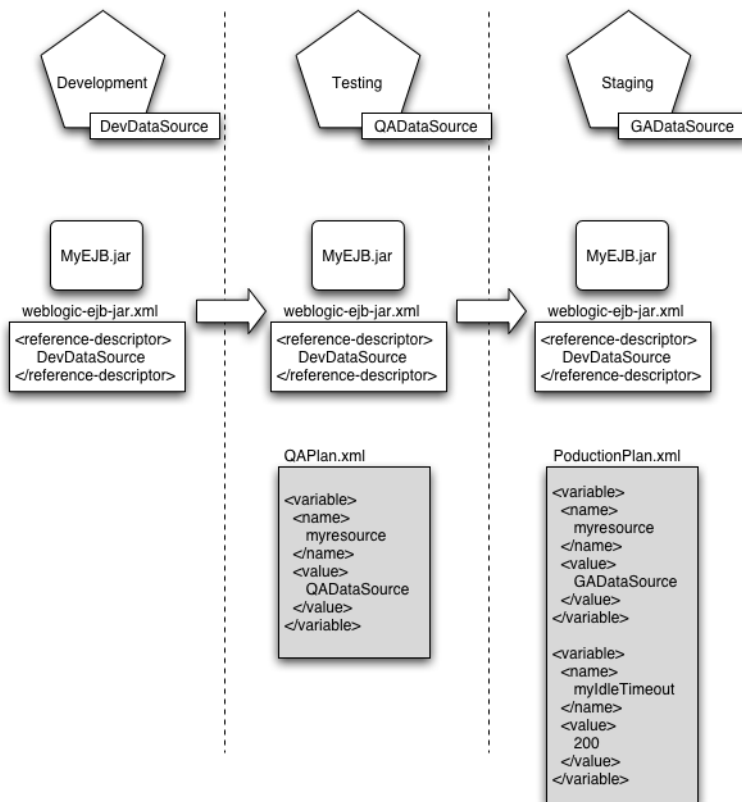 Development
DevDataSource
Testing
QADataSource
Staging
GADataSource
MyEJB.jar
weblogic-ejb-jar.xml
<reference-descriptor>
DevDataSource
</reference-descriptor>
MyEJB.jar
weblogic-ejb-jar.xml
<reference-descriptor>
DevDataSource
</reference-descriptor>
MyEJB.jar
weblogic-ejb-jar.xml
<reference-descriptor>
DevDataSource
</reference-descriptor>
QAPlan.xml
<variable>
<name>
myresource
</name>
<value>
QADataSource
</value>
</variable>
PoductionPlan.xml
<variable>
<name>
myresource
</name>
<value>
GADataSource
</value>
</variable>
<variable>
<name>
myIdleTimeout
</name>
<value>
200
</value>
</variable>